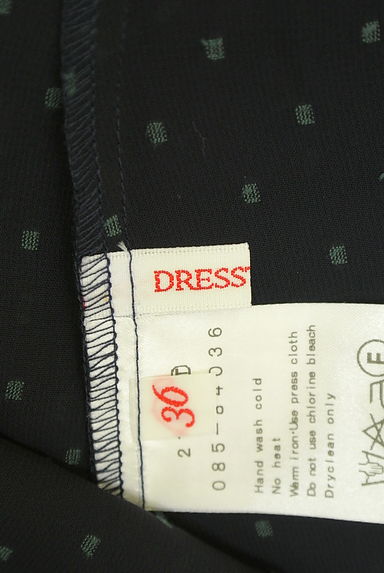 DRESS
36
2
085-84036
Hand wash cold
No heat
Warm iron·Use press cloth
Do not use chlorine bleach
Dryclean only
F